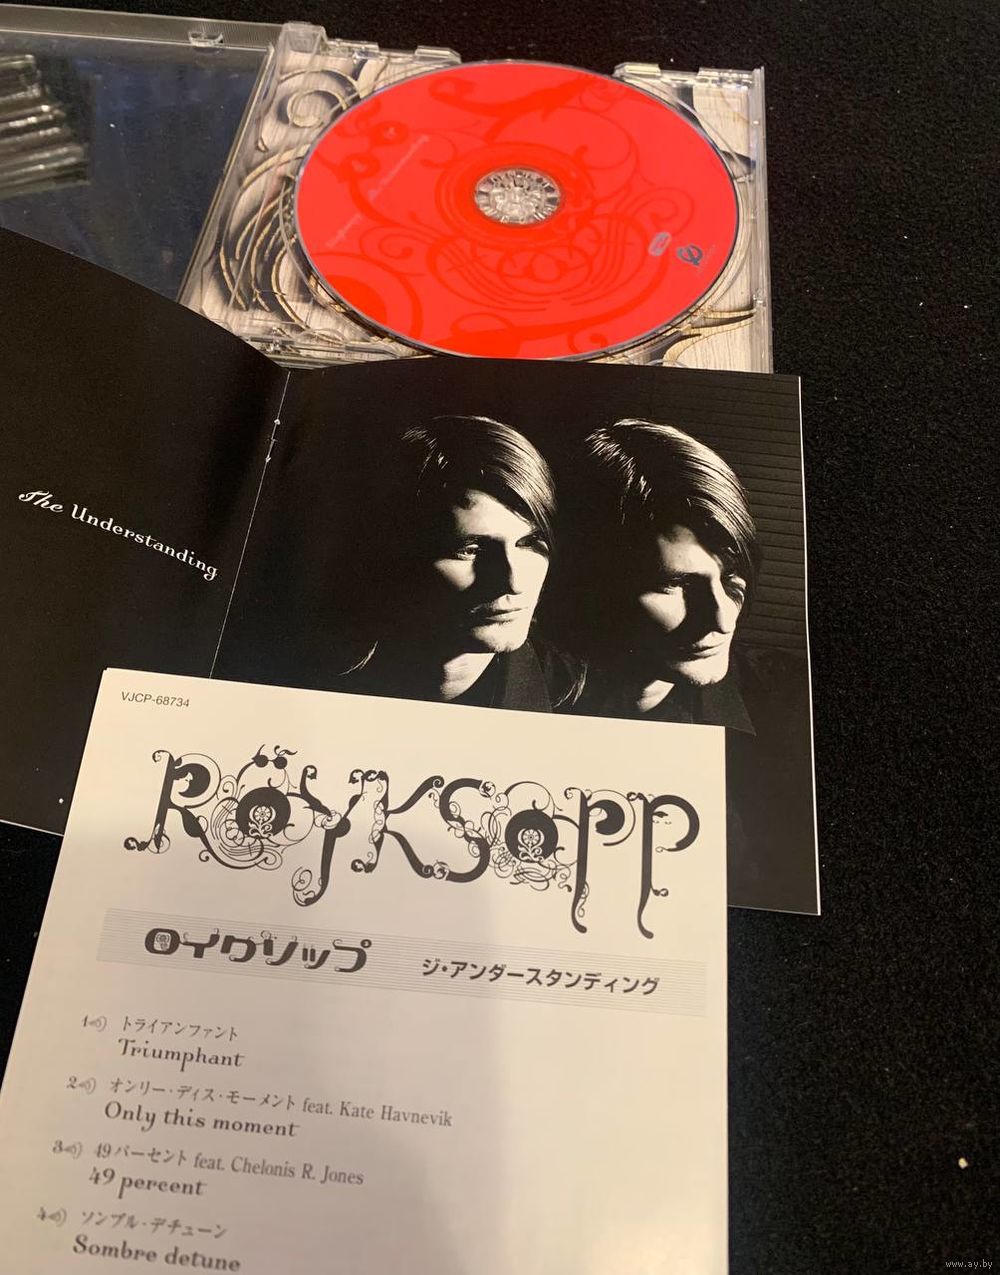 The Understanding
VJCP-68734
RÖYKSOPP
ロイクソップ ジ・アンダースタンディング
1 トライアンファント
Triumphant
2 オンリー・ディス・モーメント feat. Kate Havnevik
Only this moment
3 49パーセント feat. Chelonis R. Jones
49 percent
4 ソンブル・デチューン
Sombre detune
www.ay.by